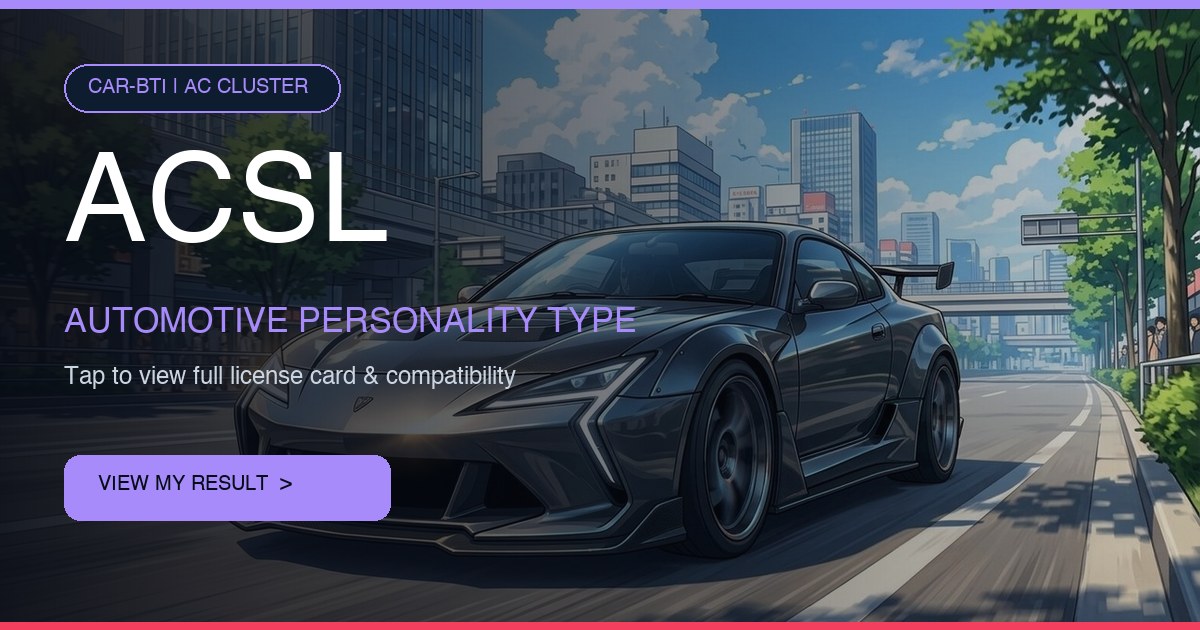 CAR-BTI | AC CLUSTER
ACSL
AUTOMOTIVE PERSONALITY TYPE
Tap to view full license card & compatibility
VIEW MY RESULT >